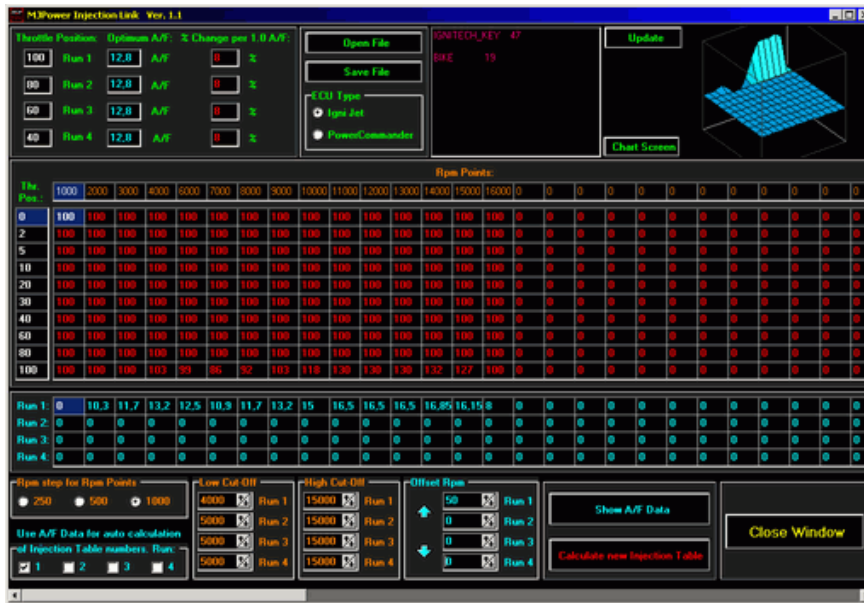 MJPower Injection Link Ver. 1.1
Throttle Position: Optimum A/F: % Change per 1.0 A/F:
100 Run 1 12,8 A/F 8 %
80 Run 2 12,8 A/F 8 %
60 Run 3 12,8 A/F 8 %
40 Run 4 12,8 A/F 8 %
Open File
Save File
ECU Type
Igni Jet
PowerCommander
IGNITECH_KEY 47
BIKE 19
Update
Chart Screen
Rpm Points:
Thr. Pos.: 1000 2000 3000 4000 6000 7000 8000 9000 10000 11000 12000 13000 14000 15000 16000 0 0 0 0 0 0 0 0 0 0 0 0
0 100 100 100 100 100 100 100 100 100 100 100 100 100 100 100 0 0 0 0 0 0 0 0 0 0 0 0
2 100 100 100 100 100 100 100 100 100 100 100 100 100 100 100 0 0 0 0 0 0 0 0 0 0 0 0
5 100 100 100 100 100 100 100 100 100 100 100 100 100 100 100 0 0 0 0 0 0 0 0 0 0 0 0
10 100 100 100 100 100 100 100 100 100 100 100 100 100 100 100 0 0 0 0 0 0 0 0 0 0 0 0
20 100 100 100 100 100 100 100 100 100 100 100 100 100 100 100 0 0 0 0 0 0 0 0 0 0 0 0
30 100 100 100 100 100 100 100 100 100 100 100 100 100 100 100 0 0 0 0 0 0 0 0 0 0 0 0
40 100 100 100 100 100 100 100 100 100 100 100 100 100 100 100 0 0 0 0 0 0 0 0 0 0 0 0
60 100 100 100 100 100 100 100 100 100 100 100 100 100 100 100 0 0 0 0 0 0 0 0 0 0 0 0
80 100 100 100 100 100 100 100 100 100 100 100 100 100 100 100 0 0 0 0 0 0 0 0 0 0 0 0
100 100 100 100 103 99 86 92 103 118 130 130 130 132 127 100 0 0 0 0 0 0 0 0 0 0 0 0
Run 1: 0 10,3 11,7 13,2 12,5 10,9 11,7 13,2 15 16,5 16,5 16,5 16,85 16,15 8 0 0 0 0 0 0 0 0 0 0 0 0
Run 2: 0 0 0 0 0 0 0 0 0 0 0 0 0 0 0 0 0 0 0 0 0 0 0 0 0 0 0
Run 3: 0 0 0 0 0 0 0 0 0 0 0 0 0 0 0 0 0 0 0 0 0 0 0 0 0 0 0
Run 4: 0 0 0 0 0 0 0 0 0 0 0 0 0 0 0 0 0 0 0 0 0 0 0 0 0 0 0
Rpm step for Rpm Points
250 500 1000
Use A/F Data for auto calculation
of Injection Table numbers. Run:
1 2 3 4
Low Cut-Off
4000 Run 1
5000 Run 2
5000 Run 3
5000 Run 4
High Cut-Off
15000 Run 1
15000 Run 2
15000 Run 3
15000 Run 4
Offset Rpm
50 Run 1
0 Run 2
0 Run 3
0 Run 4
Show A/F Data
Calculate new Injection Table
Close Window